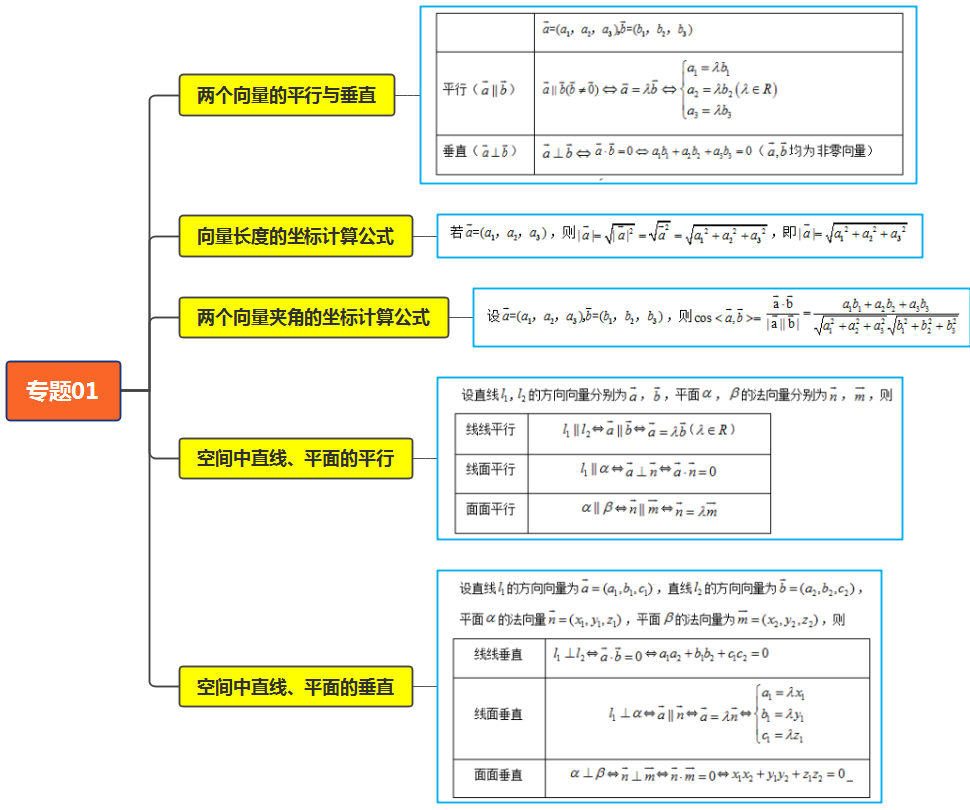 专题01
两个向量的平行与垂直
a⃗=(a₁，a₂，a₃),b⃗=(b₁，b₂，b₃)
平行（a⃗∥b⃗）
a⃗∥b⃗(b⃗≠0⃗)⇔a⃗=λb⃗⇔{a₁=λb₁
a₂=λb₂(λ∈R)
a₃=λb₃
垂直（a⃗⊥b⃗）
a⃗⊥b⃗⇔a⃗·b⃗=0⇔a₁b₁+a₂b₂+a₃b₃=0（a⃗,b⃗均为非零向量）
向量长度的坐标计算公式
若a⃗=(a₁，a₂，a₃)，则|a⃗|=√|a⃗|²=√a⃗²=√(a₁²+a₂²+a₃²)，即|a⃗|=√(a₁²+a₂²+a₃²)
两个向量夹角的坐标计算公式
设a⃗=(a₁，a₂，a₃),b⃗=(b₁，b₂，b₃)，则cos<a⃗,b⃗>=(a⃗·b⃗)/(|a⃗||b⃗|)=(a₁b₁+a₂b₂+a₃b₃)/(√(a₁²+a₂²+a₃²)√(b₁²+b₂²+b₃²))
空间中直线、平面的平行
设直线l₁,l₂的方向向量分别为a⃗，b⃗，平面α，β的法向量分别为n⃗，m⃗，则
线线平行 l₁∥l₂⇔a⃗∥b⃗⇔a⃗=λb⃗(λ∈R)
线面平行 l₁∥α⇔a⃗⊥n⃗⇔a⃗·n⃗=0
面面平行 α∥β⇔n⃗∥m⃗⇔n⃗=λm⃗
空间中直线、平面的垂直
设直线l₁的方向向量为a⃗=(a₁,b₁,c₁)，直线l₂的方向向量为b⃗=(a₂,b₂,c₂)，
平面α的法向量n⃗=(x₁,y₁,z₁)，平面β的法向量为m⃗=(x₂,y₂,z₂)，则
线线垂直 l₁⊥l₂⇔a⃗·b⃗=0⇔a₁a₂+b₁b₂+c₁c₂=0
线面垂直 l₁⊥α⇔a⃗∥n⃗⇔a⃗=λn⃗⇔{a₁=λx₁
b₁=λy₁
c₁=λz₁
面面垂直 α⊥β⇔n⃗⊥m⃗⇔n⃗·m⃗=0⇔x₁x₂+y₁y₂+z₁z₂=0_